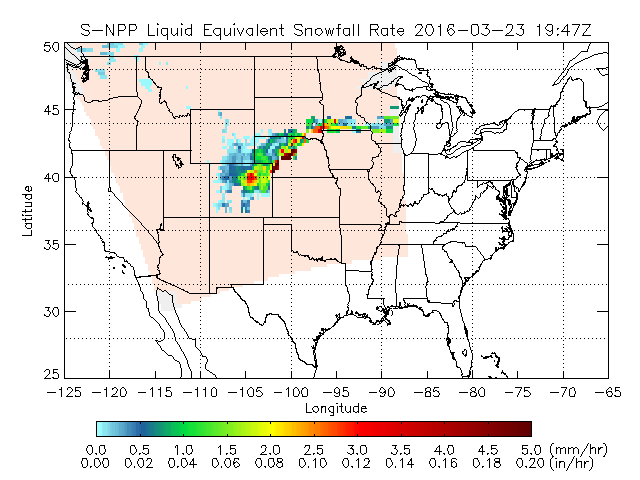 S-NPP Liquid Equivalent Snowfall Rate 2016-03-23 19:47Z
50
45
40
35
30
25
Latitude
-125 -120 -115 -110 -105 -100 -95 -90 -85 -80 -75 -70 -65
Longitude
0.0 0.5 1.0 1.5 2.0 2.5 3.0 3.5 4.0 4.5 5.0 (mm/hr)
0.00 0.02 0.04 0.06 0.08 0.10 0.12 0.14 0.16 0.18 0.20 (in/hr)